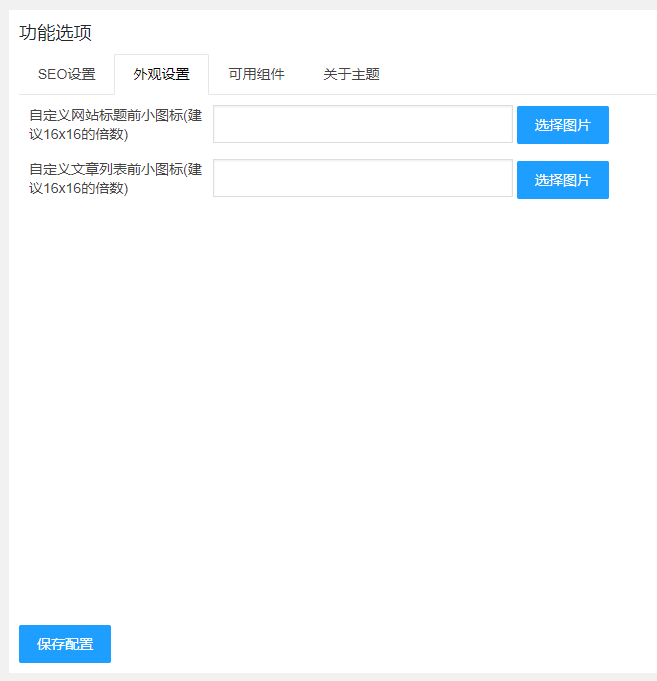 功能选项
SEO设置 外观设置 可用组件 关于主题
自定义网站标题前小图标(建
议16x16的倍数)
选择图片
自定义文章列表前小图标(建
议16x16的倍数)
选择图片
保存配置